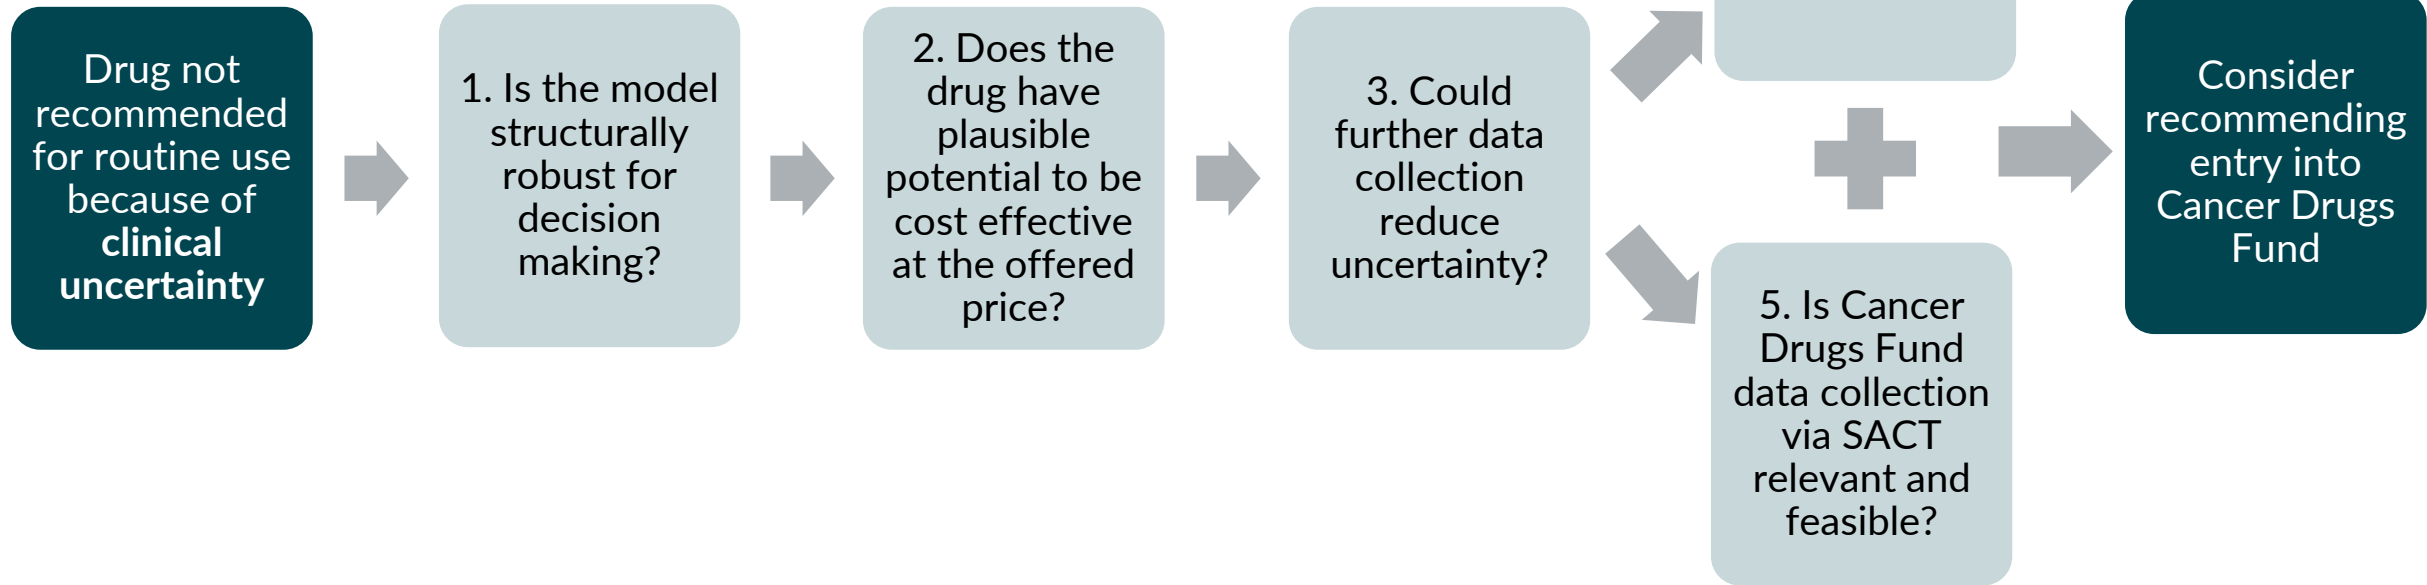 Drug not
recommended
for routine use
because of
clinical
uncertainty
1. Is the model
structurally
robust for
decision
making?
2. Does the
drug have
plausible
potential to be
cost effective
at the offered
price?
3. Could
further data
collection
reduce
uncertainty?
5. Is Cancer
Drugs Fund
data collection
via SACT
relevant and
feasible?
Consider
recommending
entry into
Cancer Drugs
Fund